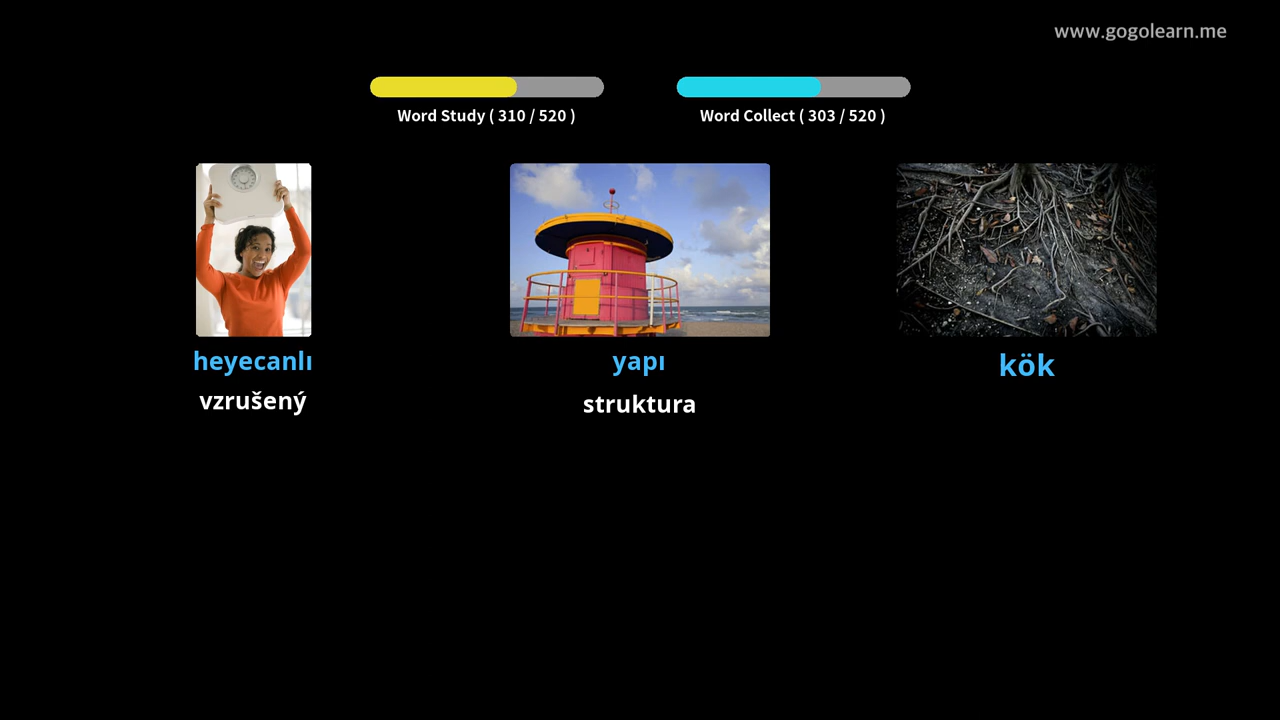 www.gogolearn.me
Word Study ( 310 / 520 )
Word Collect ( 303 / 520 )
heyecanlı
vzrušený
yapı
struktura
kök